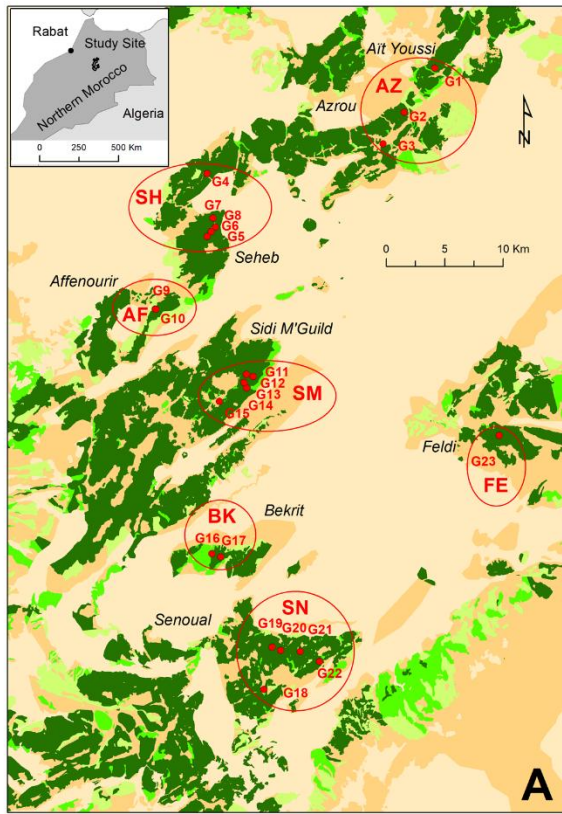 Rabat
Study Site
Northern Morocco
Algeria
0 250 500 Km
Aït Youssi
AZ
G1
Azrou
G2
N
G3
SH
G4
G7
G8
G6
G5
Seheb
0 5 10 Km
Affenourir
G9
AF
G10
Sidi M'Guild
G11
G12
G13
SM
G14
G15
Feldi
G23
FE
BK
Bekrit
G16 G17
Senoual
SN
G19 G20 G21
G22
G18
A